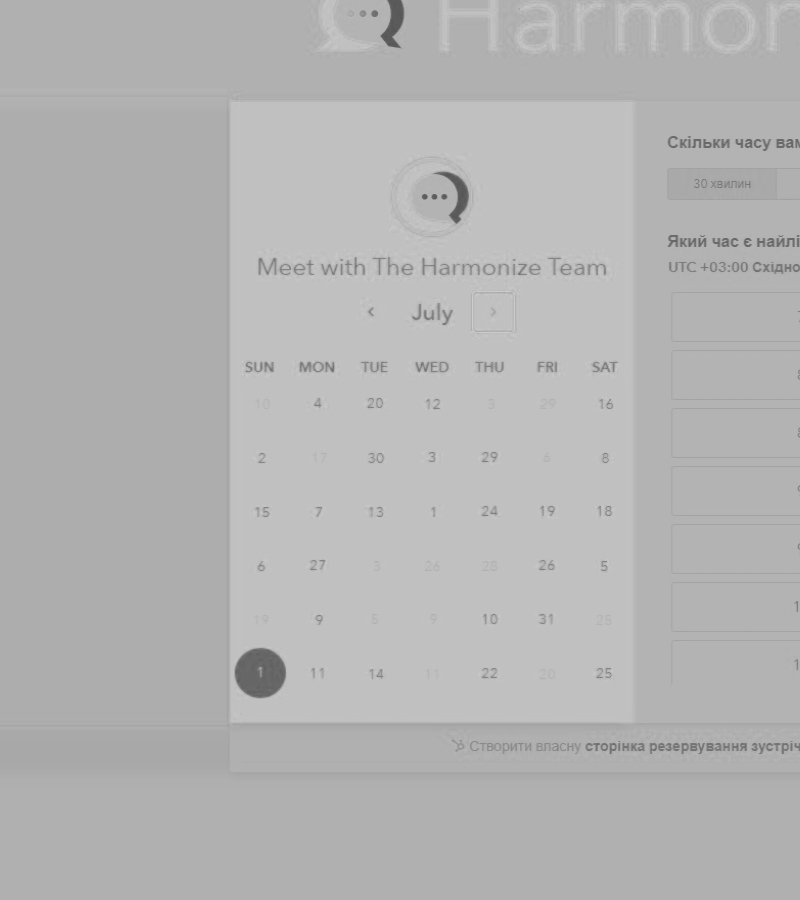 Harmon
Скільки часу вам
30 хвилин
Meet with The Harmonize Team
Який час є найлі
UTC +03:00 Східно
July
SUN MON TUE WED THU FRI SAT
10 4 20 12 3 29 16
2 17 30 3 29 6 8
15 7 13 1 24 19 18
6 27 3 26 25 26 5
19 9 5 9 10 31 25
1 11 14 11 22 20 25
Створити власну сторінка резервування зустріч